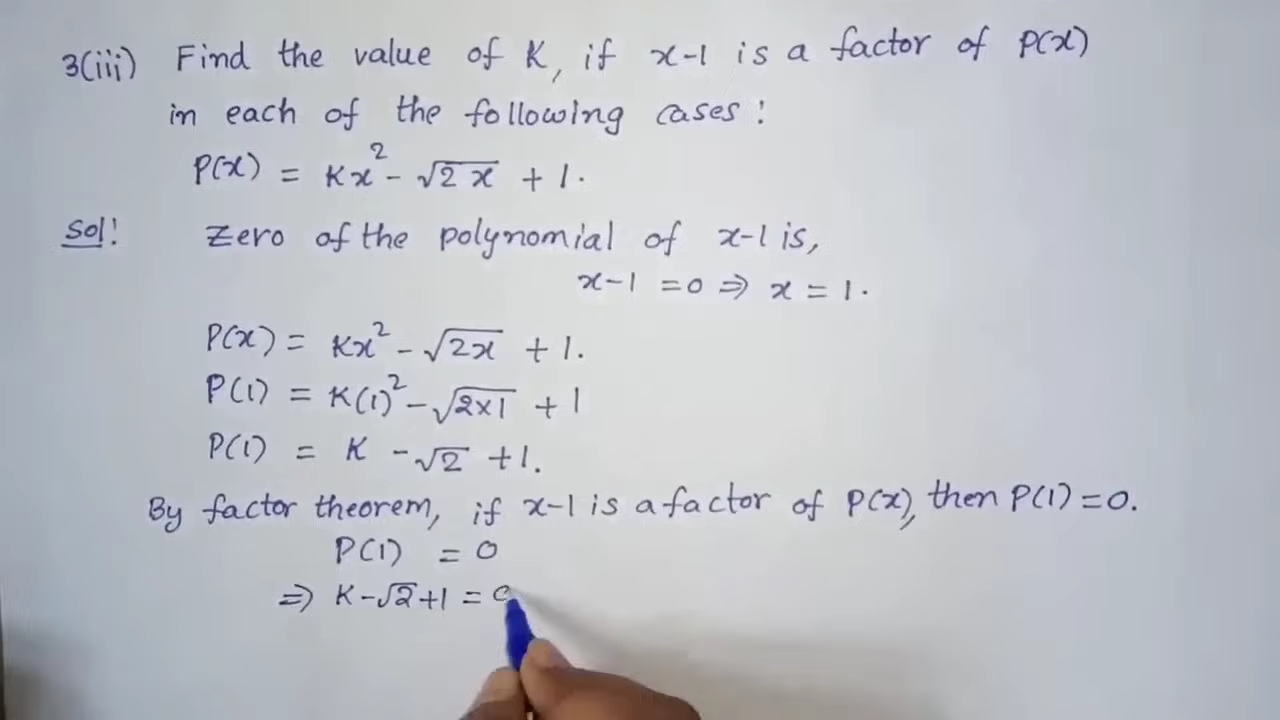 3(iii) Find the value of K, if x-1 is a factor of P(x)
in each of the following cases:
P(x) = Kx² - √2x + 1.
Sol! Zero of the polynomial of x-1 is,
x-1 = 0 ⇒ x = 1.
P(x) = Kx² - √2x + 1.
P(1) = K(1)² - √2×1 + 1
P(1) = K - √2 + 1.
By factor theorem, if x-1 is a factor of P(x), then P(1) = 0.
P(1) = 0
⇒ K - √2 + 1 = 0